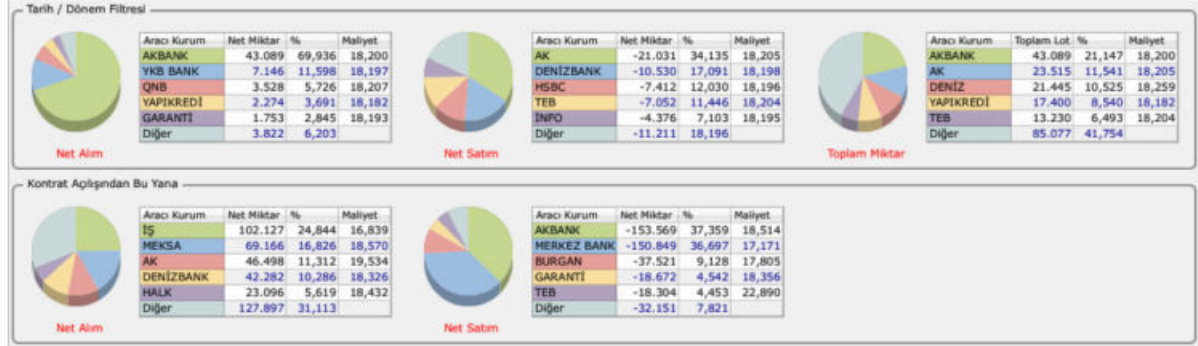 Tarih / Dönem Filtresi
Aracı Kurum Net Miktar % Maliyet
AKBANK 43.089 69,936 18,200
YKB BANK 7.146 11,598 18,197
QNB 3.528 5,726 18,207
YAPIKREDİ 2.274 3,691 18,182
GARANTİ 1.753 2,845 18,193
Diğer 3.822 6,203
Net Alım
Aracı Kurum Net Miktar % Maliyet
AK -21.031 34,135 18,205
DENİZBANK -10.530 17,091 18,198
HSBC -7.412 12,030 18,196
TEB -7.052 11,446 18,204
İNFO -4.376 7,103 18,195
Diğer -11.211 18,196
Net Satım
Aracı Kurum Toplam Lot % Maliyet
AKBANK 43.089 21,147 18,200
AK 23.515 11,541 18,205
DENİZ 21.445 10,525 18,259
YAPIKREDİ 17.400 8,540 18,182
TEB 13.230 6,493 18,204
Diğer 85.077 41,754
Toplam Miktar
Kontrat Açılışından Bu Yana
Aracı Kurum Net Miktar % Maliyet
İŞ 102.127 24,844 16,839
MEKSA 69.166 16,826 18,570
AK 46.498 11,312 19,534
DENİZBANK 42.282 10,286 18,326
HALK 23.096 5,619 18,432
Diğer 127.897 31,113
Net Alım
Aracı Kurum Net Miktar % Maliyet
AKBANK -153.569 37,359 18,514
MERKEZ BANK -150.849 36,697 17,171
BURGAN -37.521 9,128 17,805
GARANTİ -18.672 4,542 18,356
TEB -18.304 4,453 22,890
Diğer -32.151 7,821
Net Satım